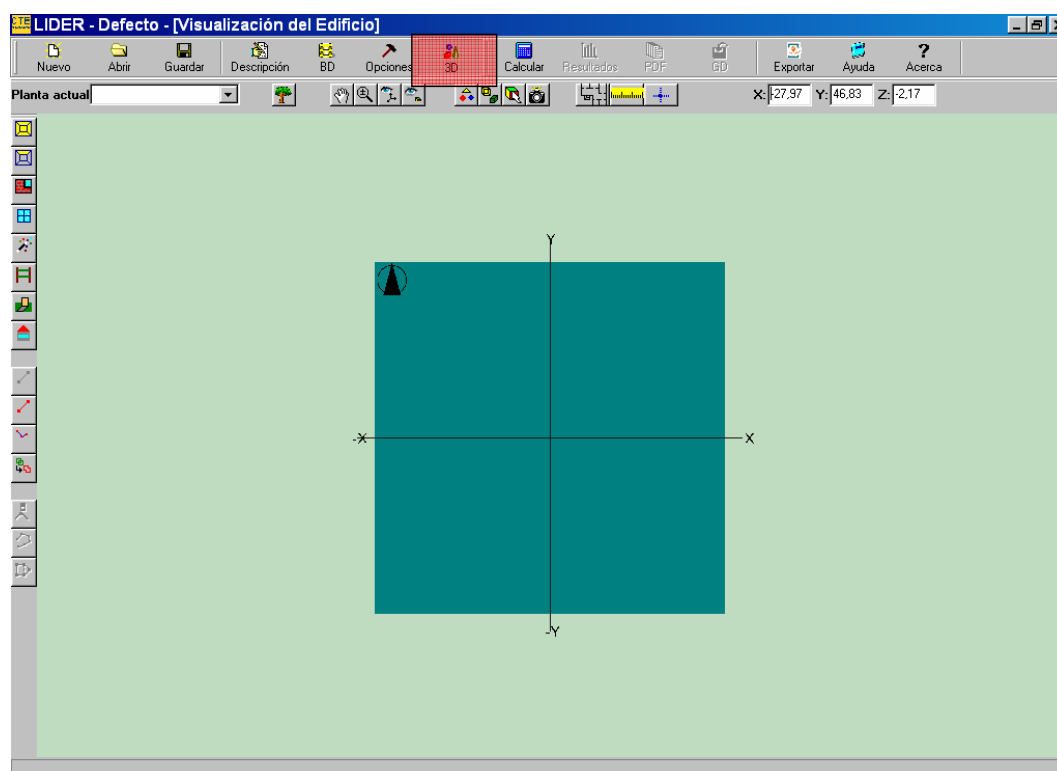 CTE LIDER - Defecto - [Visualización del Edificio]
Nuevo Abrir Guardar Descripción BD Opciones 3D Calcular Resultados PDF GD Exportar Ayuda Acerca
Planta actual X: -27,97 Y: 46,83 Z: -2,17
Y
-X X
-Y